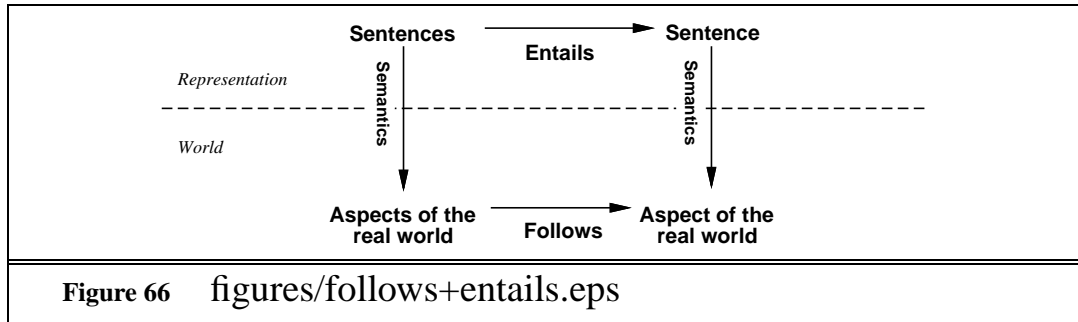 Sentences
Sentence
Entails
Semantics
Semantics
Representation
World
Aspects of the
real world
Aspect of the
real world
Follows
Figure 66 figures/follows+entails.eps